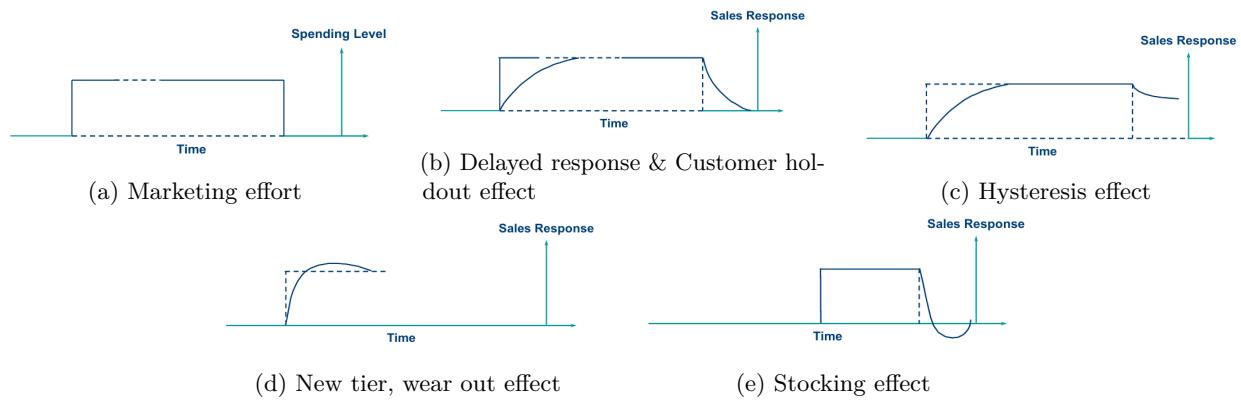 Spending Level
Time
(a) Marketing effort
Sales Response
Time
(b) Delayed response & Customer hol-
dout effect
Sales Response
Time
(c) Hysteresis effect
Sales Response
Time
(d) New tier, wear out effect
Sales Response
Time
(e) Stocking effect